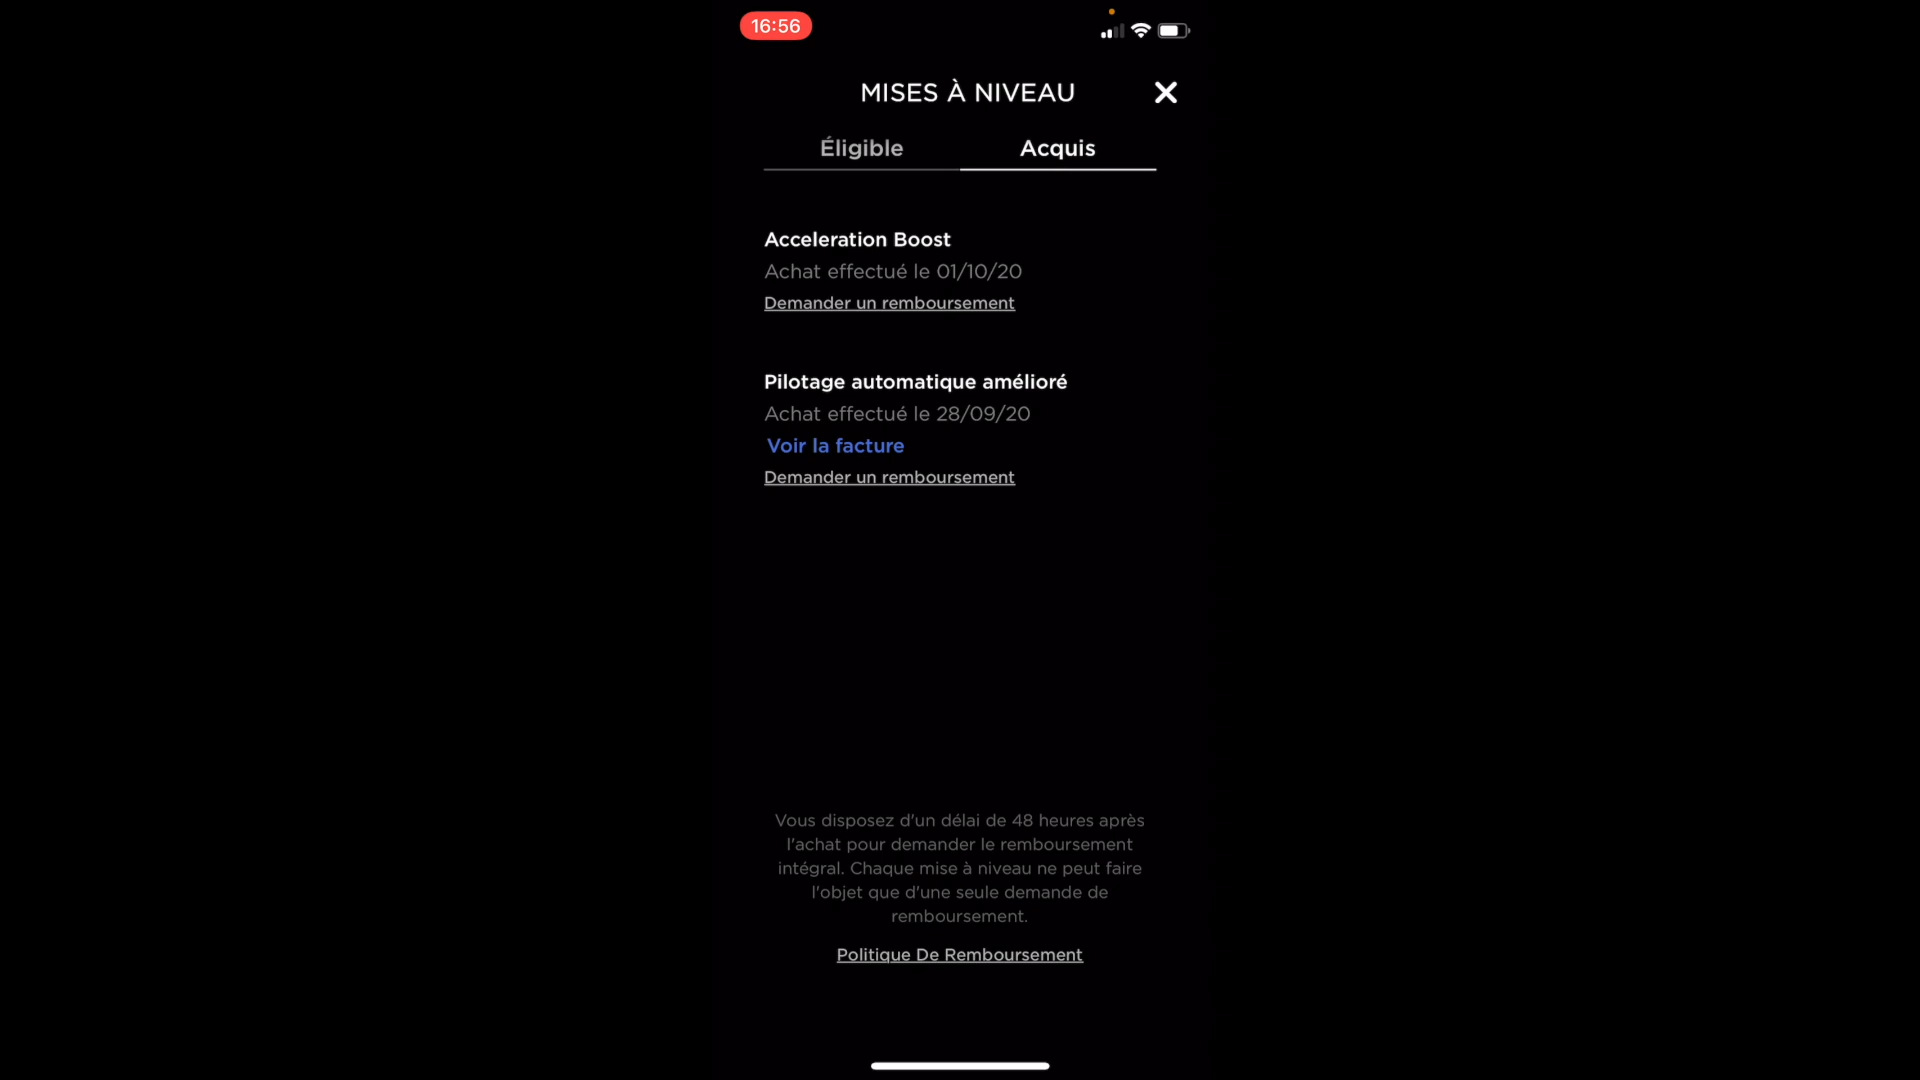 16:56
MISES À NIVEAU
Éligible
Acquis
Acceleration Boost
Achat effectué le 01/10/20
Demander un remboursement
Pilotage automatique amélioré
Achat effectué le 28/09/20
Voir la facture
Demander un remboursement
Vous disposez d'un délai de 48 heures après
l'achat pour demander le remboursement
intégral. Chaque mise à niveau ne peut faire
l'objet que d'une seule demande de
remboursement.
Politique De Remboursement